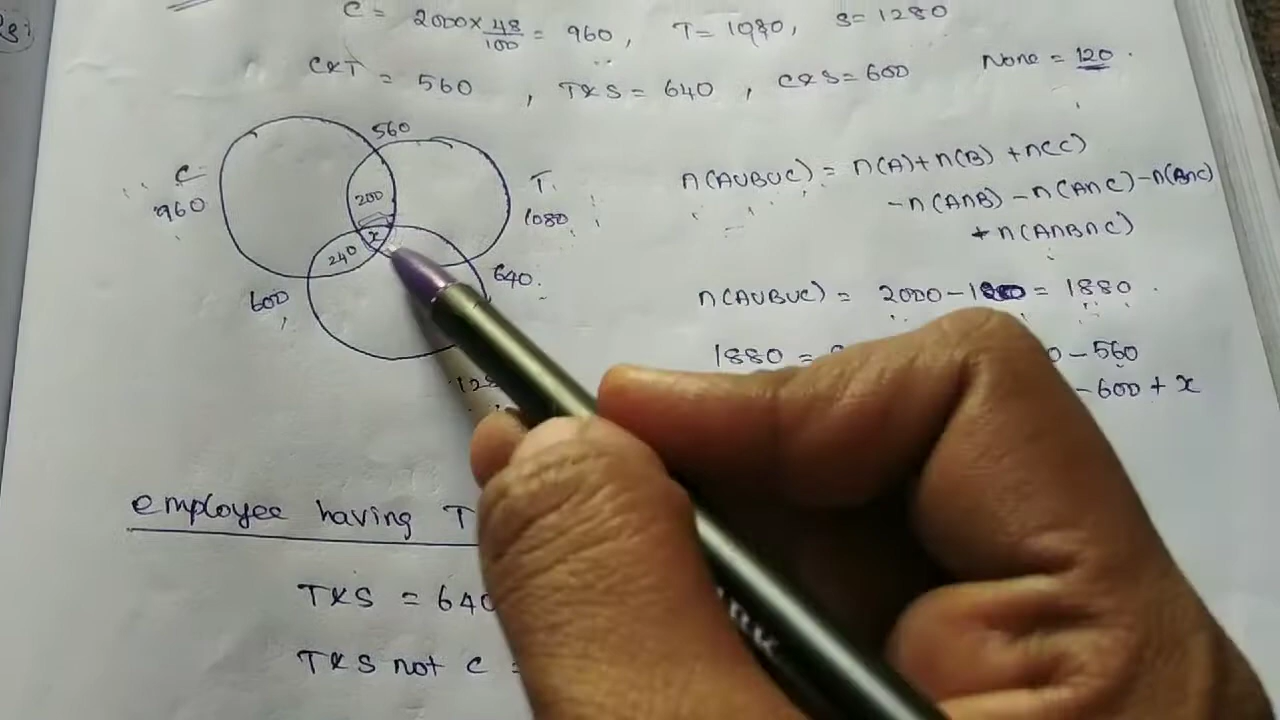 C = 2000 × 48/100 = 960, T = 1080, S = 1280
C&T = 560, T&S = 640, C&S = 600 None = 120.
560
C
960
200
T
1080
x
240
600
640.
n(AUBUC) = n(A) + n(B) + n(C)
- n(A∩B) - n(A∩C) - n(B∩C)
+ n(A∩B∩C)
n(AUBUC) = 2000 - 120 = 1880.
1880 =
- 560
- 600 + x
employee having T
T&S = 640
T&S not C =